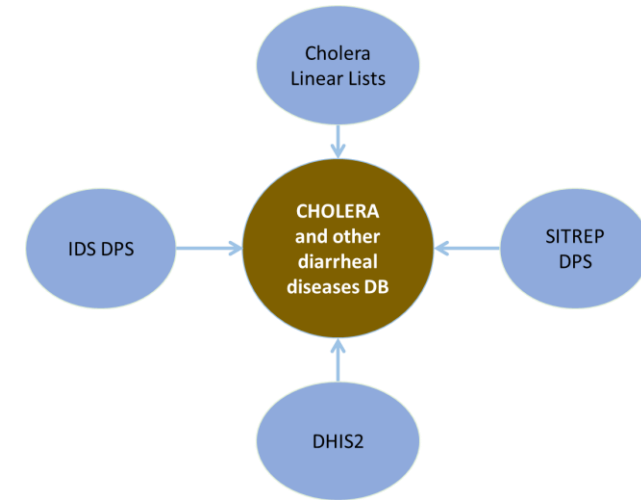 Cholera
Linear Lists
IDS DPS
CHOLERA
and other
diarrheal
diseases DB
SITREP
DPS
DHIS2